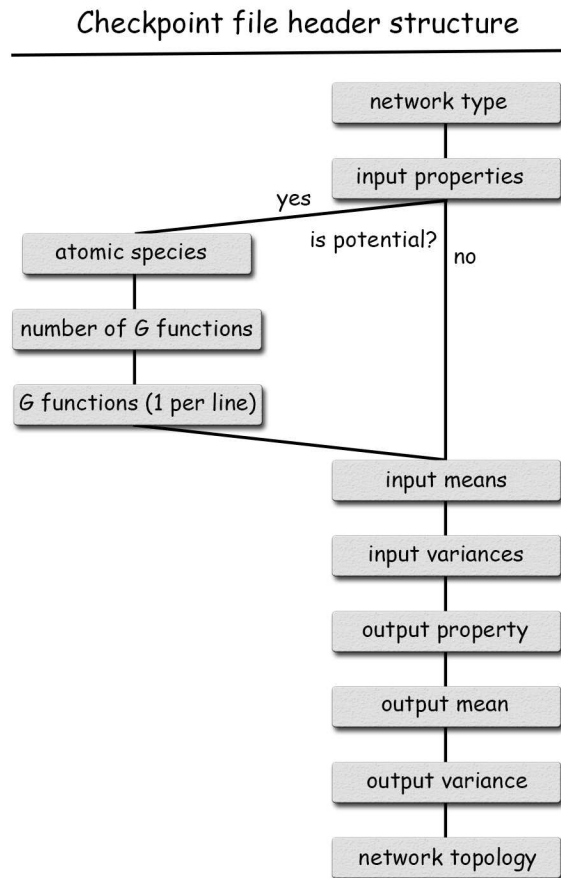 Checkpoint file header structure
network type
input properties
yes
is potential?
no
atomic species
number of G functions
G functions (1 per line)
input means
input variances
output property
output mean
output variance
network topology